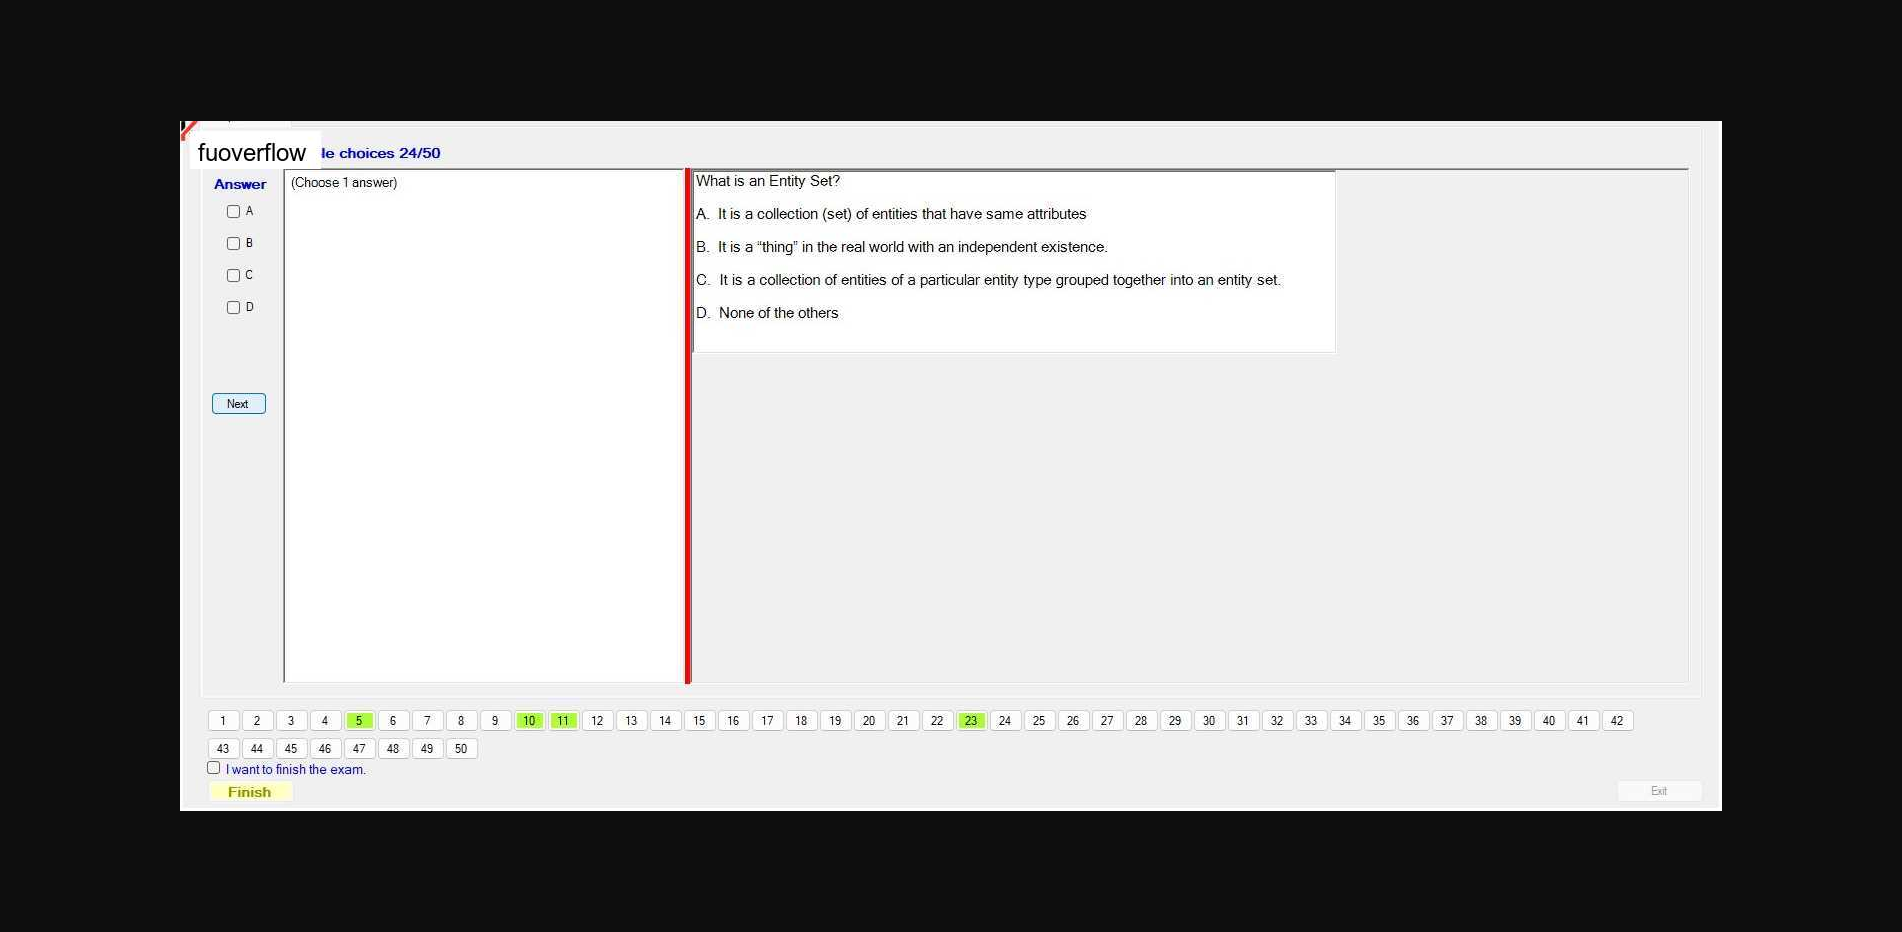 fuoverflow
le choices 24/50
Answer
(Choose 1 answer)
A
B
C
D
Next
What is an Entity Set?
A. It is a collection (set) of entities that have same attributes
B. It is a “thing” in the real world with an independent existence.
C. It is a collection of entities of a particular entity type grouped together into an entity set.
D. None of the others
1 2 3 4 5 6 7 8 9 10 11 12 13 14 15 16 17 18 19 20 21 22 23 24 25 26 27 28 29 30 31 32 33 34 35 36 37 38 39 40 41 42
43 44 45 46 47 48 49 50
I want to finish the exam.
Finish
Exit